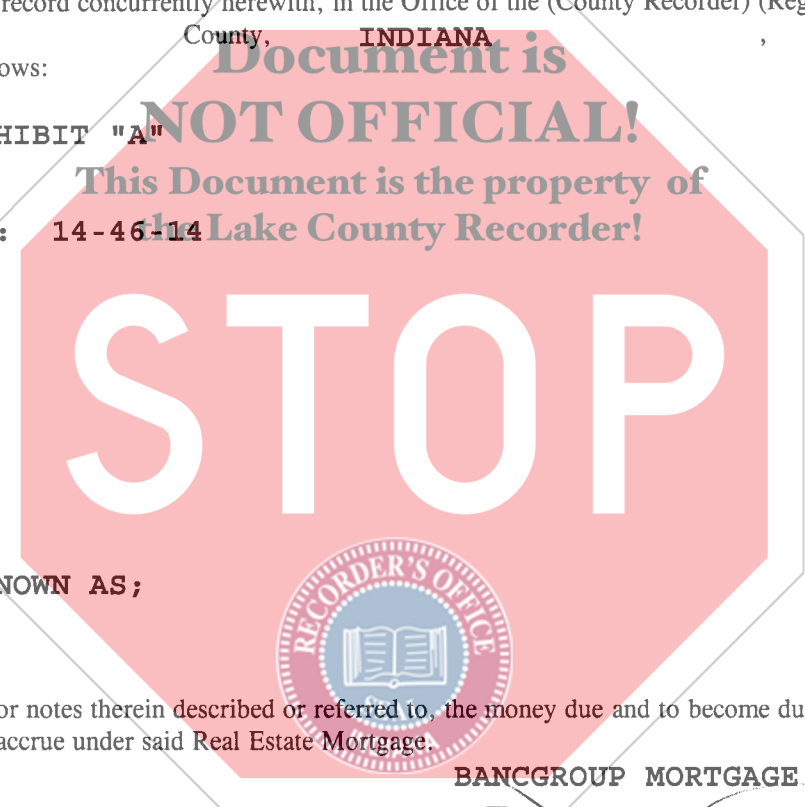 record concurrently herewith, in the Office of the (County Recorder) (Reg
County, INDIANA ,
Document is
ows:
NOT OFFICIAL!
HIBIT "A"
This Document is the property of
the Lake County Recorder!
: 14-46-14
STOP
RECORDER'S OFFICE
SEAL
INDIANA
NOWN AS;
or notes therein described or referred to, the money due and to become du
accrue under said Real Estate Mortgage.
BANCGROUP MORTGAGE